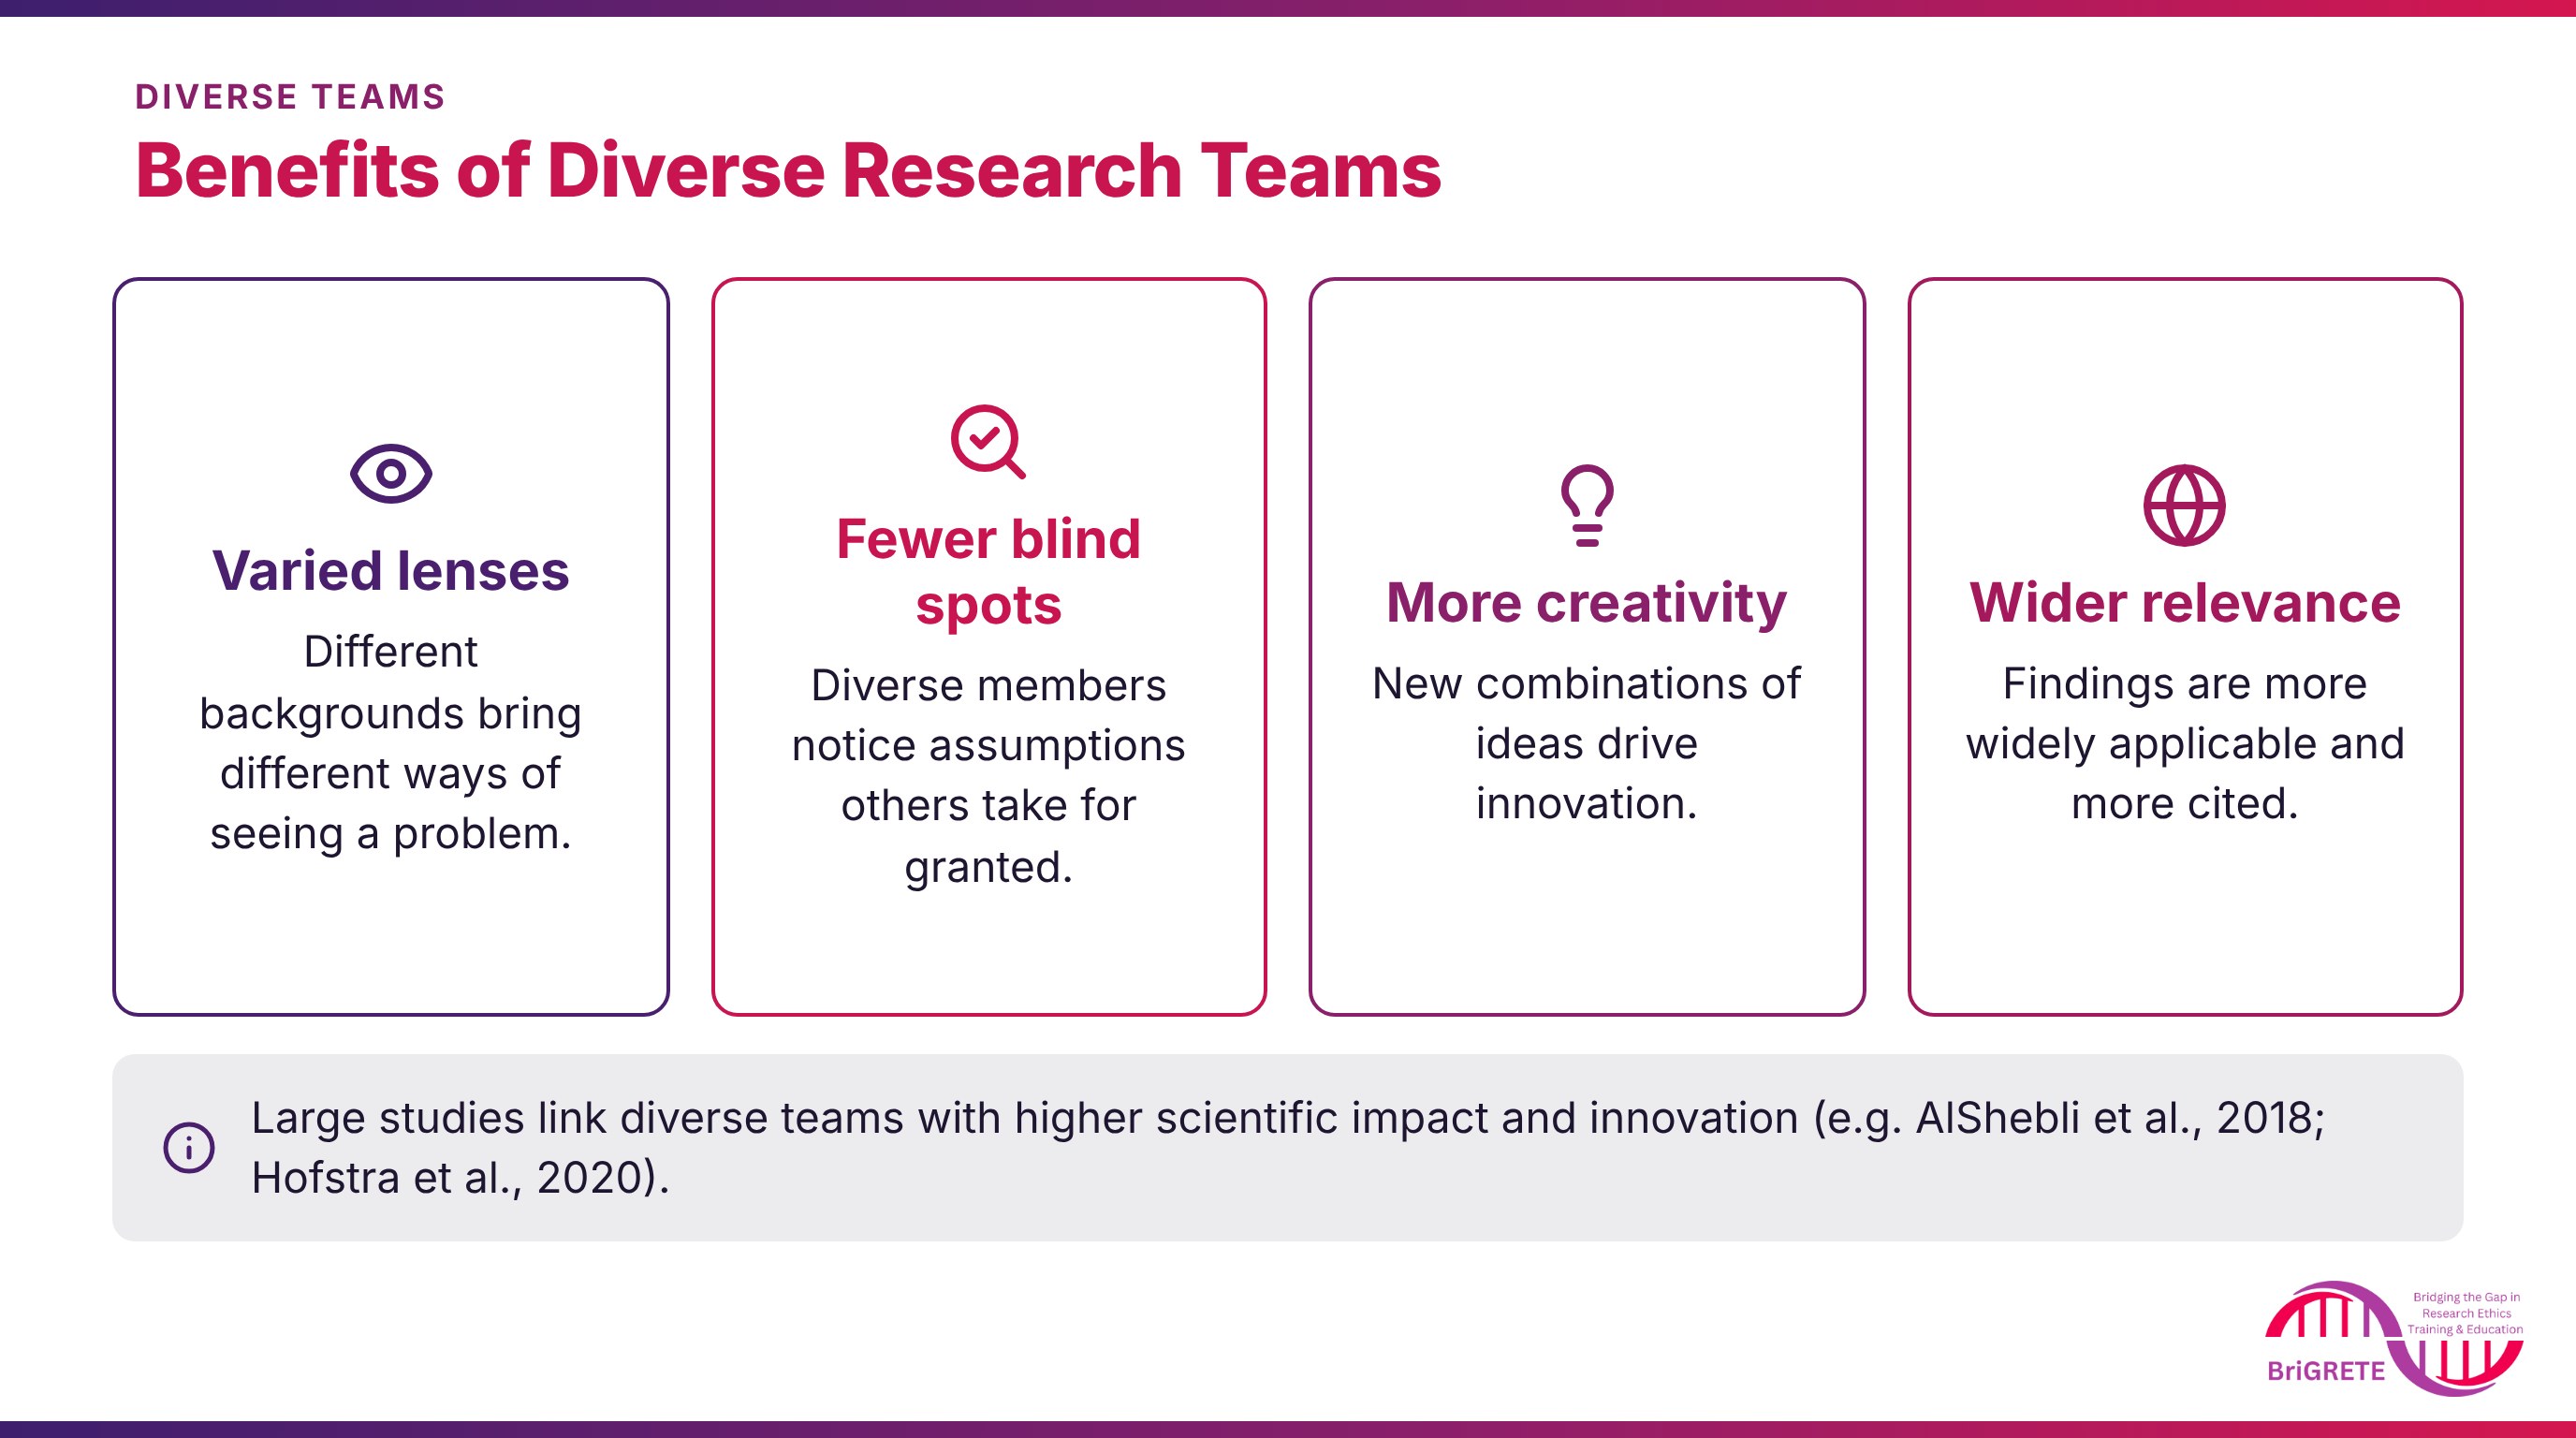 DIVERSE TEAMS
Benefits of Diverse Research Teams
Varied lenses
Different
backgrounds bring
different ways of
seeing a problem.
Fewer blind
spots
Diverse members
notice assumptions
others take for
granted.
More creativity
New combinations of
ideas drive
innovation.
Wider relevance
Findings are more
widely applicable and
more cited.
Large studies link diverse teams with higher scientific impact and innovation (e.g. AlShebli et al., 2018;
Hofstra et al., 2020).
Bridging the Gap in
Research Ethics
Training & Education
BriGRETE